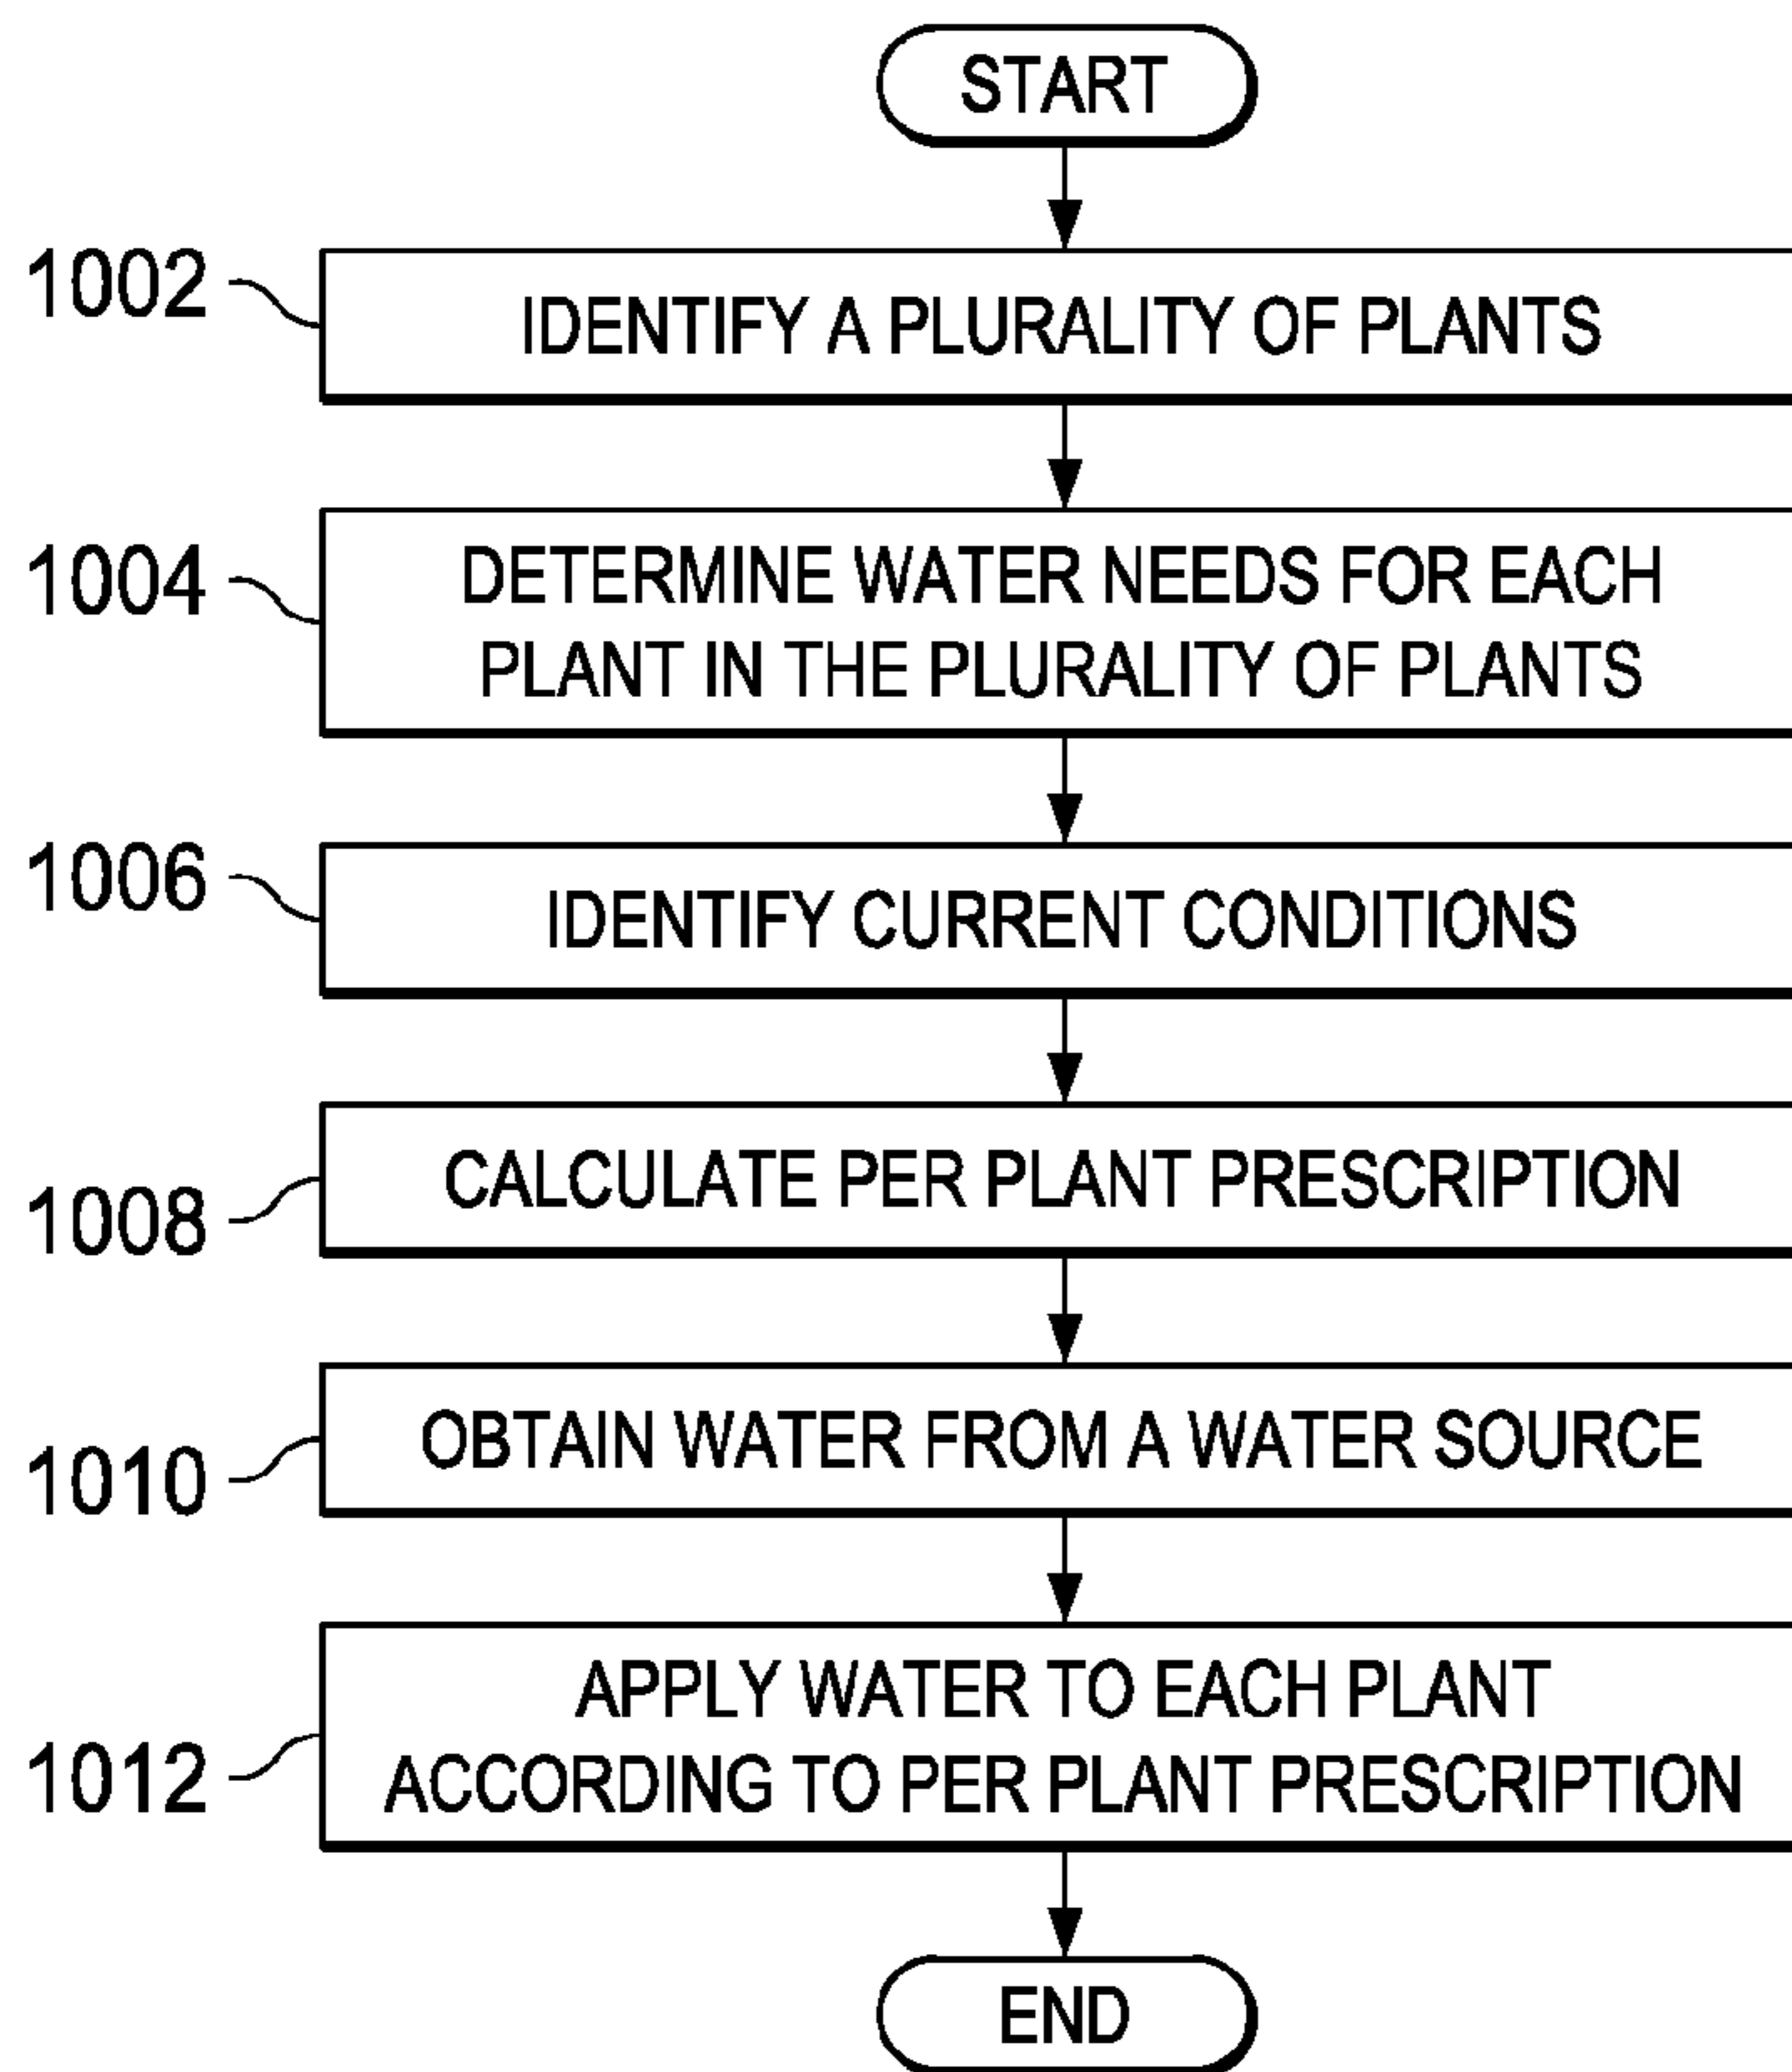 START
1002
IDENTIFY A PLURALITY OF PLANTS
1004
DETERMINE WATER NEEDS FOR EACH
PLANT IN THE PLURALITY OF PLANTS
1006
IDENTIFY CURRENT CONDITIONS
1008
CALCULATE PER PLANT PRESCRIPTION
1010
OBTAIN WATER FROM A WATER SOURCE
1012
APPLY WATER TO EACH PLANT
ACCORDING TO PER PLANT PRESCRIPTION
END